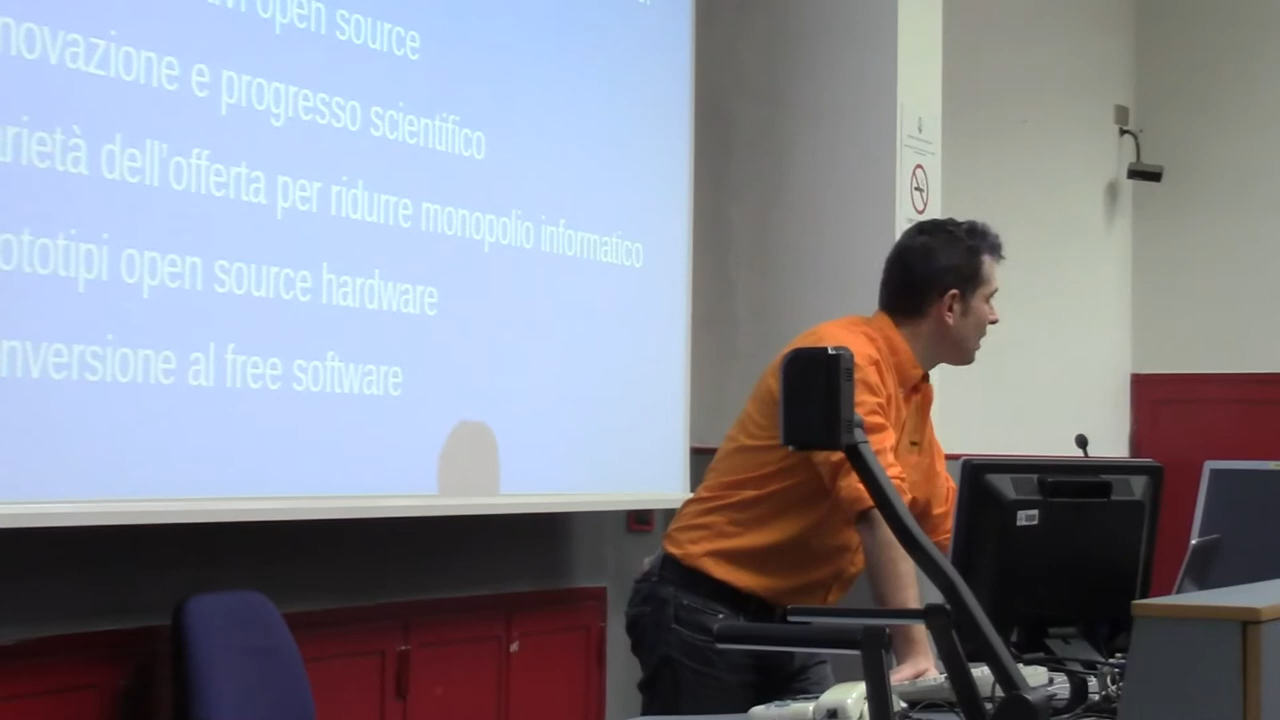 open source
novazione e progresso scientifico
arietà dell'offerta per ridurre monopolio informatico
ototipi open source hardware
nversione al free software